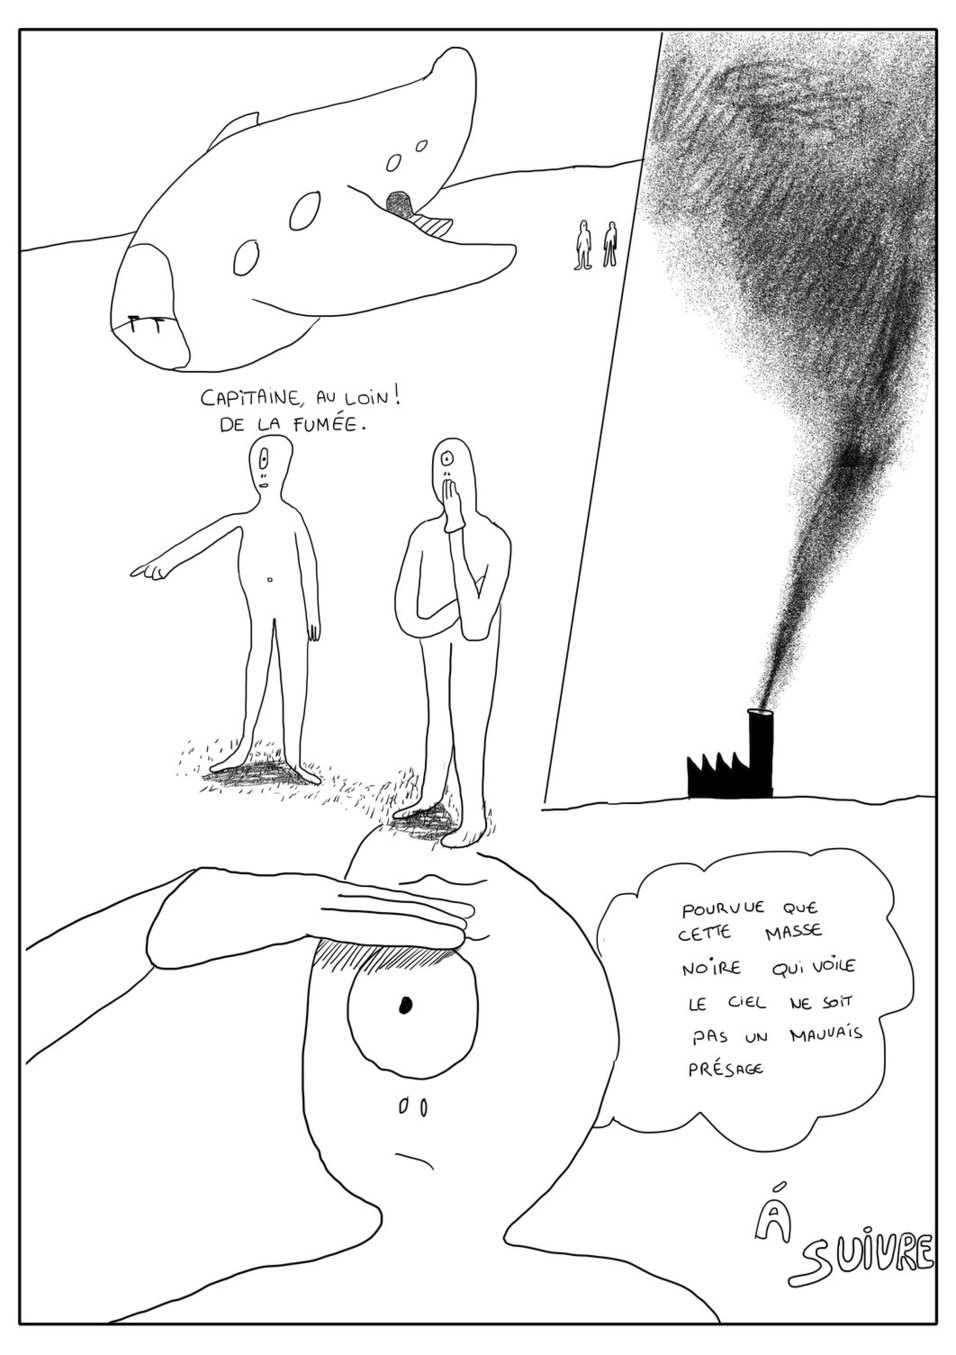 CAPITAINE, AU LOIN!
DE LA FUMÉE.
POURVUE QUE
CETTE MASSE
NOIRE QUI VOILE
LE CIEL NE SOIT
PAS UN MAUVAIS
PRÉSAGE
Á
SUIVRE